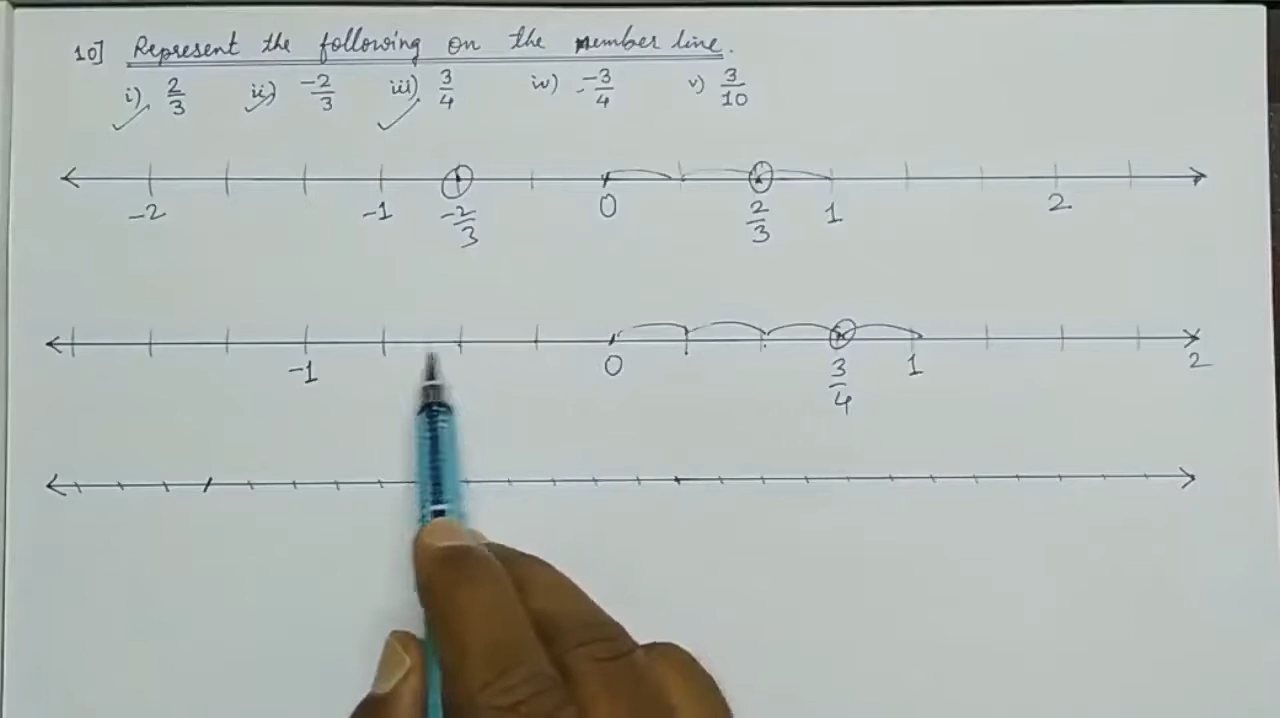 10] Represent the following on the number line.
i) 2/3 ii) -2/3 iii) 3/4 iv) -3/4 v) 3/10
-2 -1 -2/3 0 2/3 1 2
-1 0 3/4 1 2